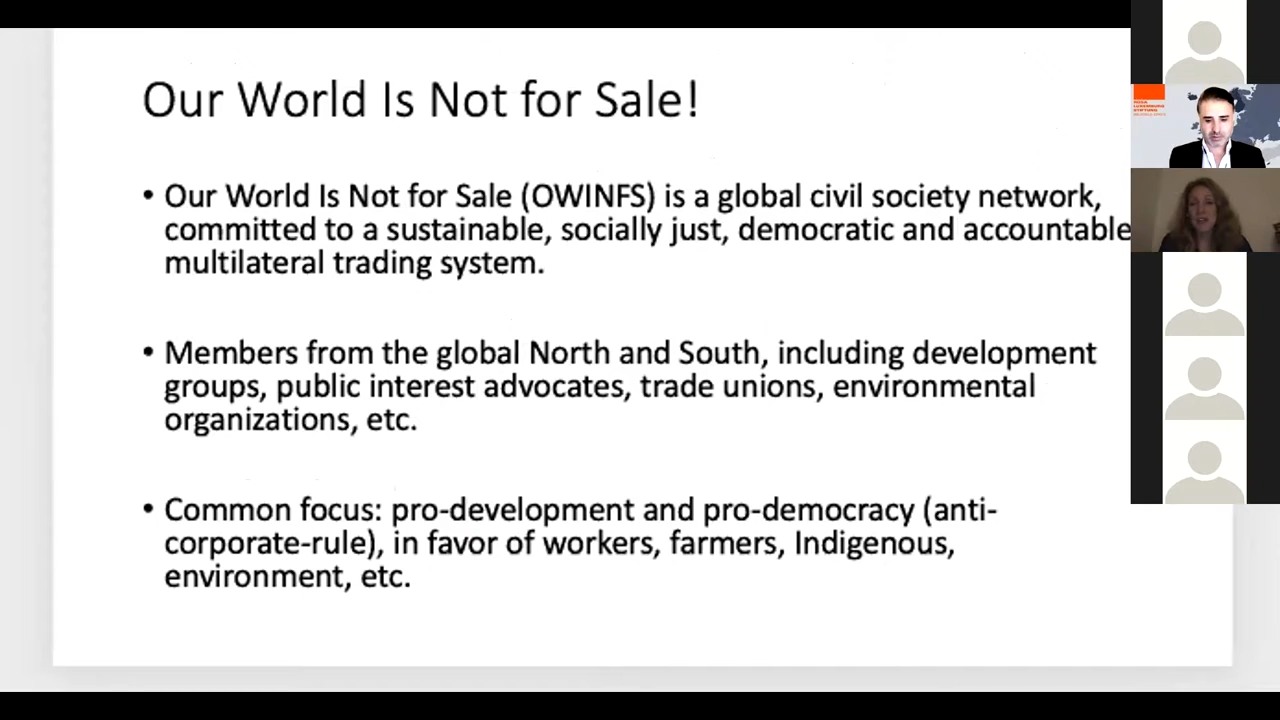 Our World Is Not for Sale!
• Our World Is Not for Sale (OWINFS) is a global civil society network,
committed to a sustainable, socially just, democratic and accountable
multilateral trading system.
• Members from the global North and South, including development
groups, public interest advocates, trade unions, environmental
organizations, etc.
• Common focus: pro-development and pro-democracy (anti-
corporate-rule), in favor of workers, farmers, Indigenous,
environment, etc.
ROSA
LUXEMBURG
STIFTUNG